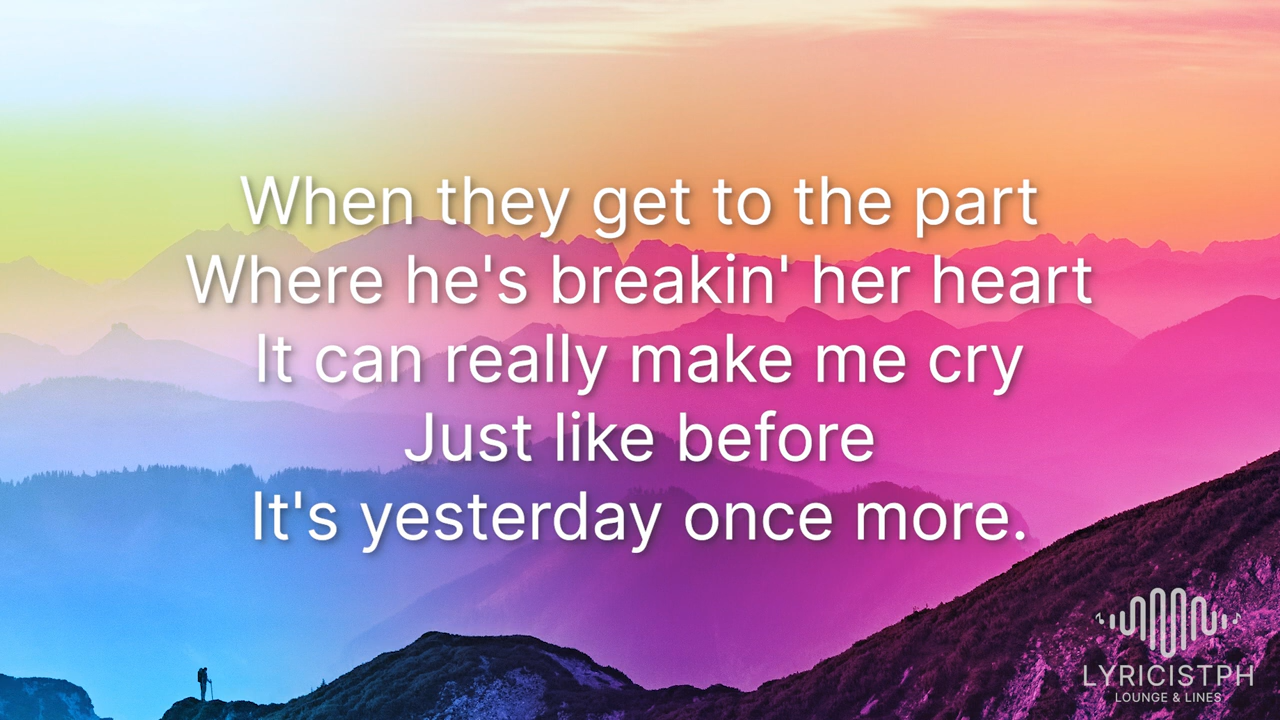 When they get to the part
Where he's breakin' her heart
It can really make me cry
Just like before
It's yesterday once more.
LYRICISTPH
LOUNGE & LINES